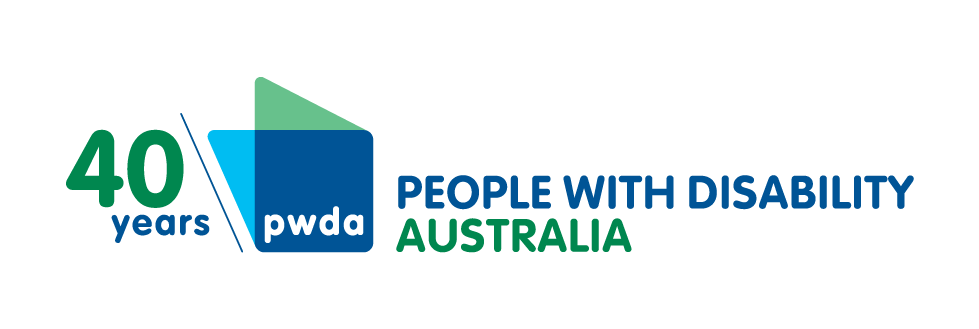 40
years
pwda
PEOPLE WITH DISABILITY
AUSTRALIA